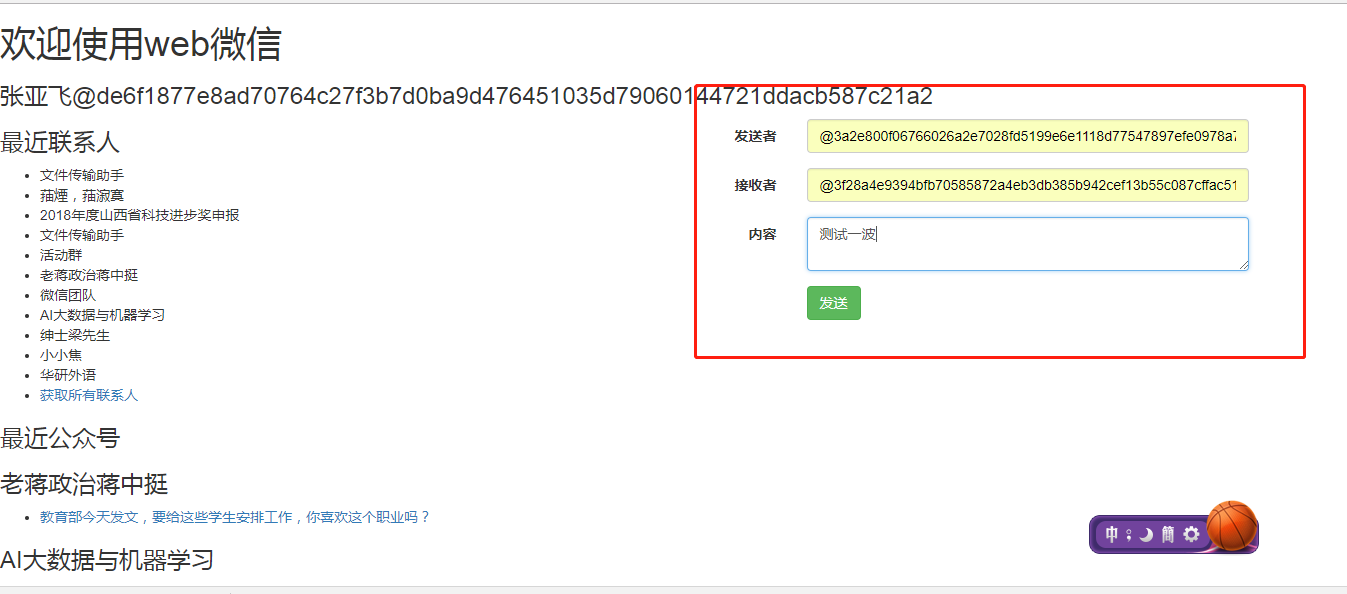 欢迎使用web微信
张亚飞@de6f1877e8ad70764c27f3b7d0ba9d476451035d79060144721ddacb587c21a2
最近联系人
文件传输助手
蒳煙，蒳漃寞
2018年度山西省科技进步奖申报
文件传输助手
活动群
老蒋政治蒋中挺
微信团队
AI大数据与机器学习
绅士梁先生
小小焦
华研外语
获取所有联系人
最近公众号
老蒋政治蒋中挺
教育部今天发文，要给这些学生安排工作，你喜欢这个职业吗？
AI大数据与机器学习
发送者 @3a2e800f06766026a2e7028fd5199e6e1118d77547897efe0978a7
接收者 @3f28a4e9394bfb70585872a4eb3db385b942cef13b55c087cffac51
内容 测试一波
发送
中 简